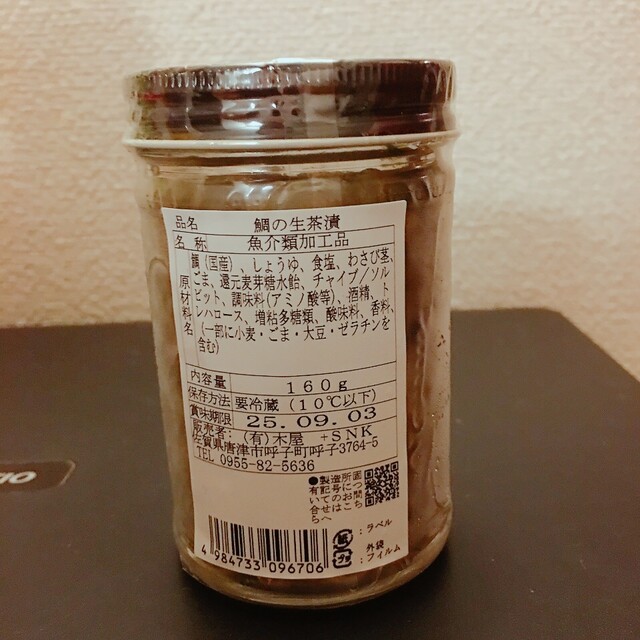 品名 鯛の生茶漬
名称 魚介類加工品
原材料名 鯛(国産)、しょうゆ、食塩、わさび茎、
ごま、還元麦芽糖水飴、チャイブ/ソル
ビット、調味料(アミノ酸等)、酒精、ト
レハロース、増粘多糖類、酸味料、香料、
(一部に小麦・ごま・大豆・ゼラチンを
含む)
内容量 160g
保存方法 要冷蔵(10℃以下)
賞味期限 25.09.03
販売者:(有)木屋 +SNK
佐賀県唐津市呼子町呼子3764-5
TEL 0955-82-5636
●製造所固
有記号につ
いてのお問
合せはこち
らへ
:ラベル
外袋
:フィルム
4 984733 096706